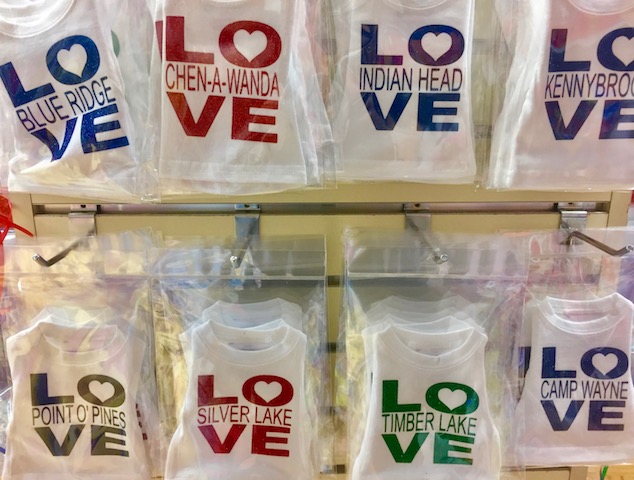 LO
BLUE RIDGE
VE
LO
CHEN-A-WANDA
VE
LO
INDIAN HEAD
VE
LO
KENNYBROO
VE
LO
POINT O' PINES
VE
LO
SILVER LAKE
VE
LO
TIMBER LAKE
VE
LO
CAMP WAYNE
VE